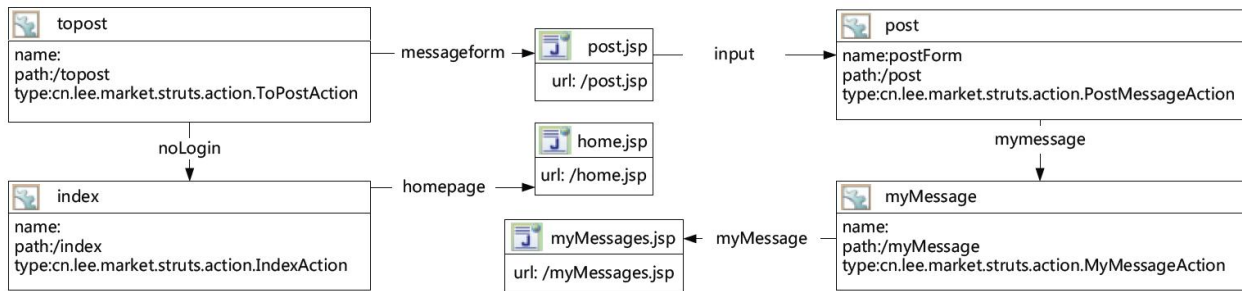 topost
name:
path:/topost
type:cn.lee.market.struts.action.ToPostAction
messageform
post.jsp
url: /post.jsp
input
post
name:postForm
path:/post
type:cn.lee.market.struts.action.PostMessageAction
noLogin
mymessage
index
name:
path:/index
type:cn.lee.market.struts.action.IndexAction
homepage
home.jsp
url: /home.jsp
myMessages.jsp
url: /myMessages.jsp
myMessage
myMessage
name:
path:/myMessage
type:cn.lee.market.struts.action.MyMessageAction